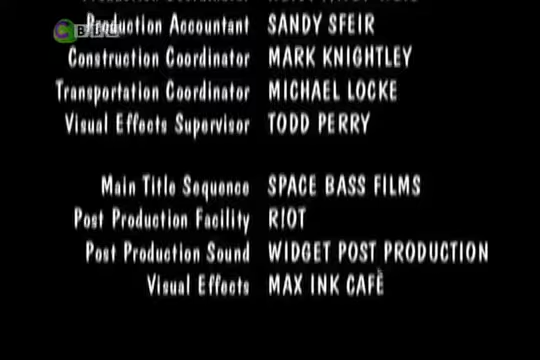 Production Accountant SANDY SFEIR
Construction Coordinator MARK KNIGHTLEY
Transportation Coordinator MICHAEL LOCKE
Visual Effects Supervisor TODD PERRY
Main Title Sequence SPACE BASS FILMS
Post Production Facility RIOT
Post Production Sound WIDGET POST PRODUCTION
Visual Effects MAX INK CAFÈ